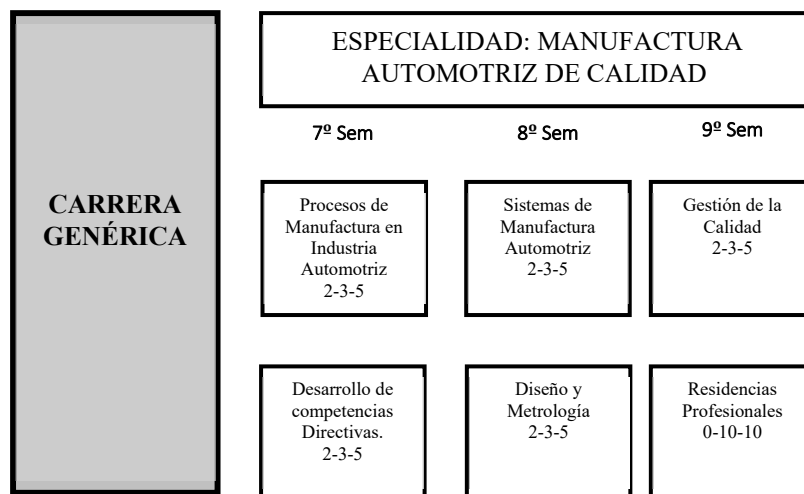 ESPECIALIDAD: MANUFACTURA
AUTOMOTRIZ DE CALIDAD
7º Sem
8º Sem
9º Sem
CARRERA
GENÉRICA
Procesos de
Manufactura en
Industria
Automotriz
2-3-5
Sistemas de
Manufactura
Automotriz
2-3-5
Gestión de la
Calidad
2-3-5
Desarrollo de
competencias
Directivas.
2-3-5
Diseño y
Metrología
2-3-5
Residencias
Profesionales
0-10-10